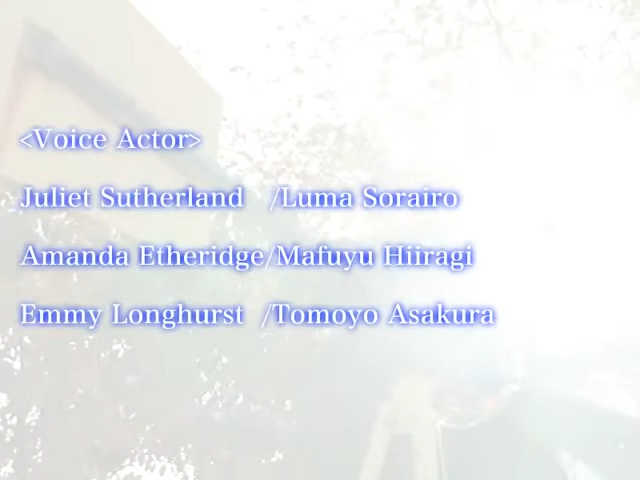 <Voice Actor>
Juliet Sutherland /Luma Sorairo
Amanda Etheridge/Mafuyu Hiiragi
Emmy Longhurst /Tomoyo Asakura